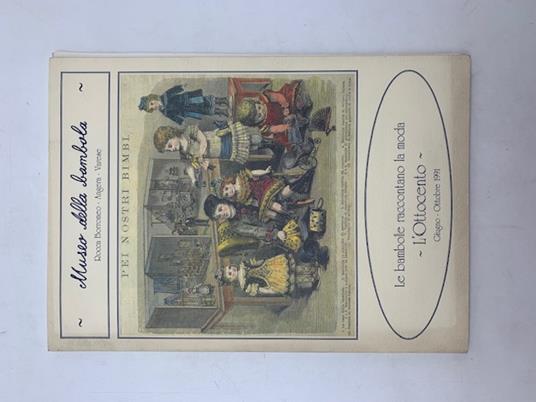 ~ Museo della bambola ~
Rocca Borromeo - Angera - Varese
PEI NOSTRI BIMBI.
Le bambole raccontano la moda
~ L'Ottocento ~
Giugno - Ottobre 1991